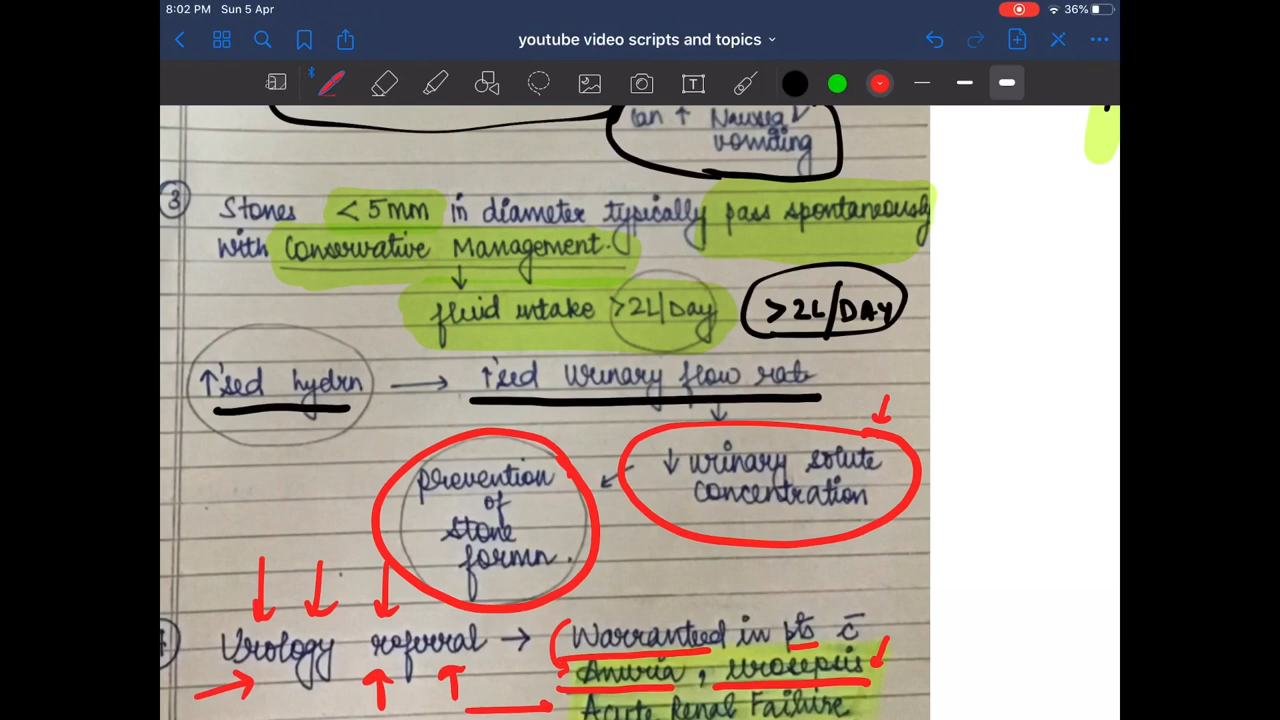 8:02 PM Sun 5 Apr
36%
youtube video scripts and topics
can ↑ Nausea &
vomiting
③ Stones < 5mm in diameter typically pass spontaneously
with Conservative Management.
↓
fluid intake >2L/Day >2L/DAY
↑'sed hydrn → ↑'sed urinary flow rate
↓
↓ urinary solute
concentration
prevention
of
stone
formn.
Urology referral → Warranteed in pts c̄
Anuria, urosepsis
Acute Renal Failure